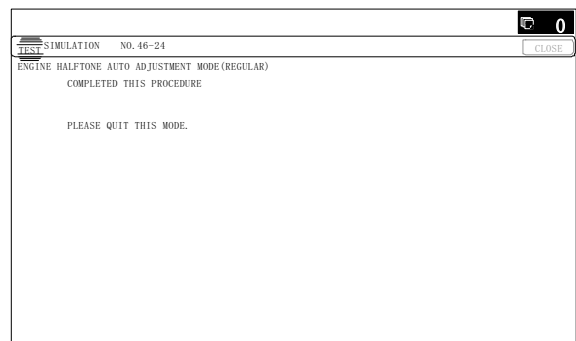 0
TEST SIMULATION NO.46-24
CLOSE
ENGINE HALFTONE AUTO ADJUSTMENT MODE(REGULAR)
COMPLETED THIS PROCEDURE
PLEASE QUIT THIS MODE.